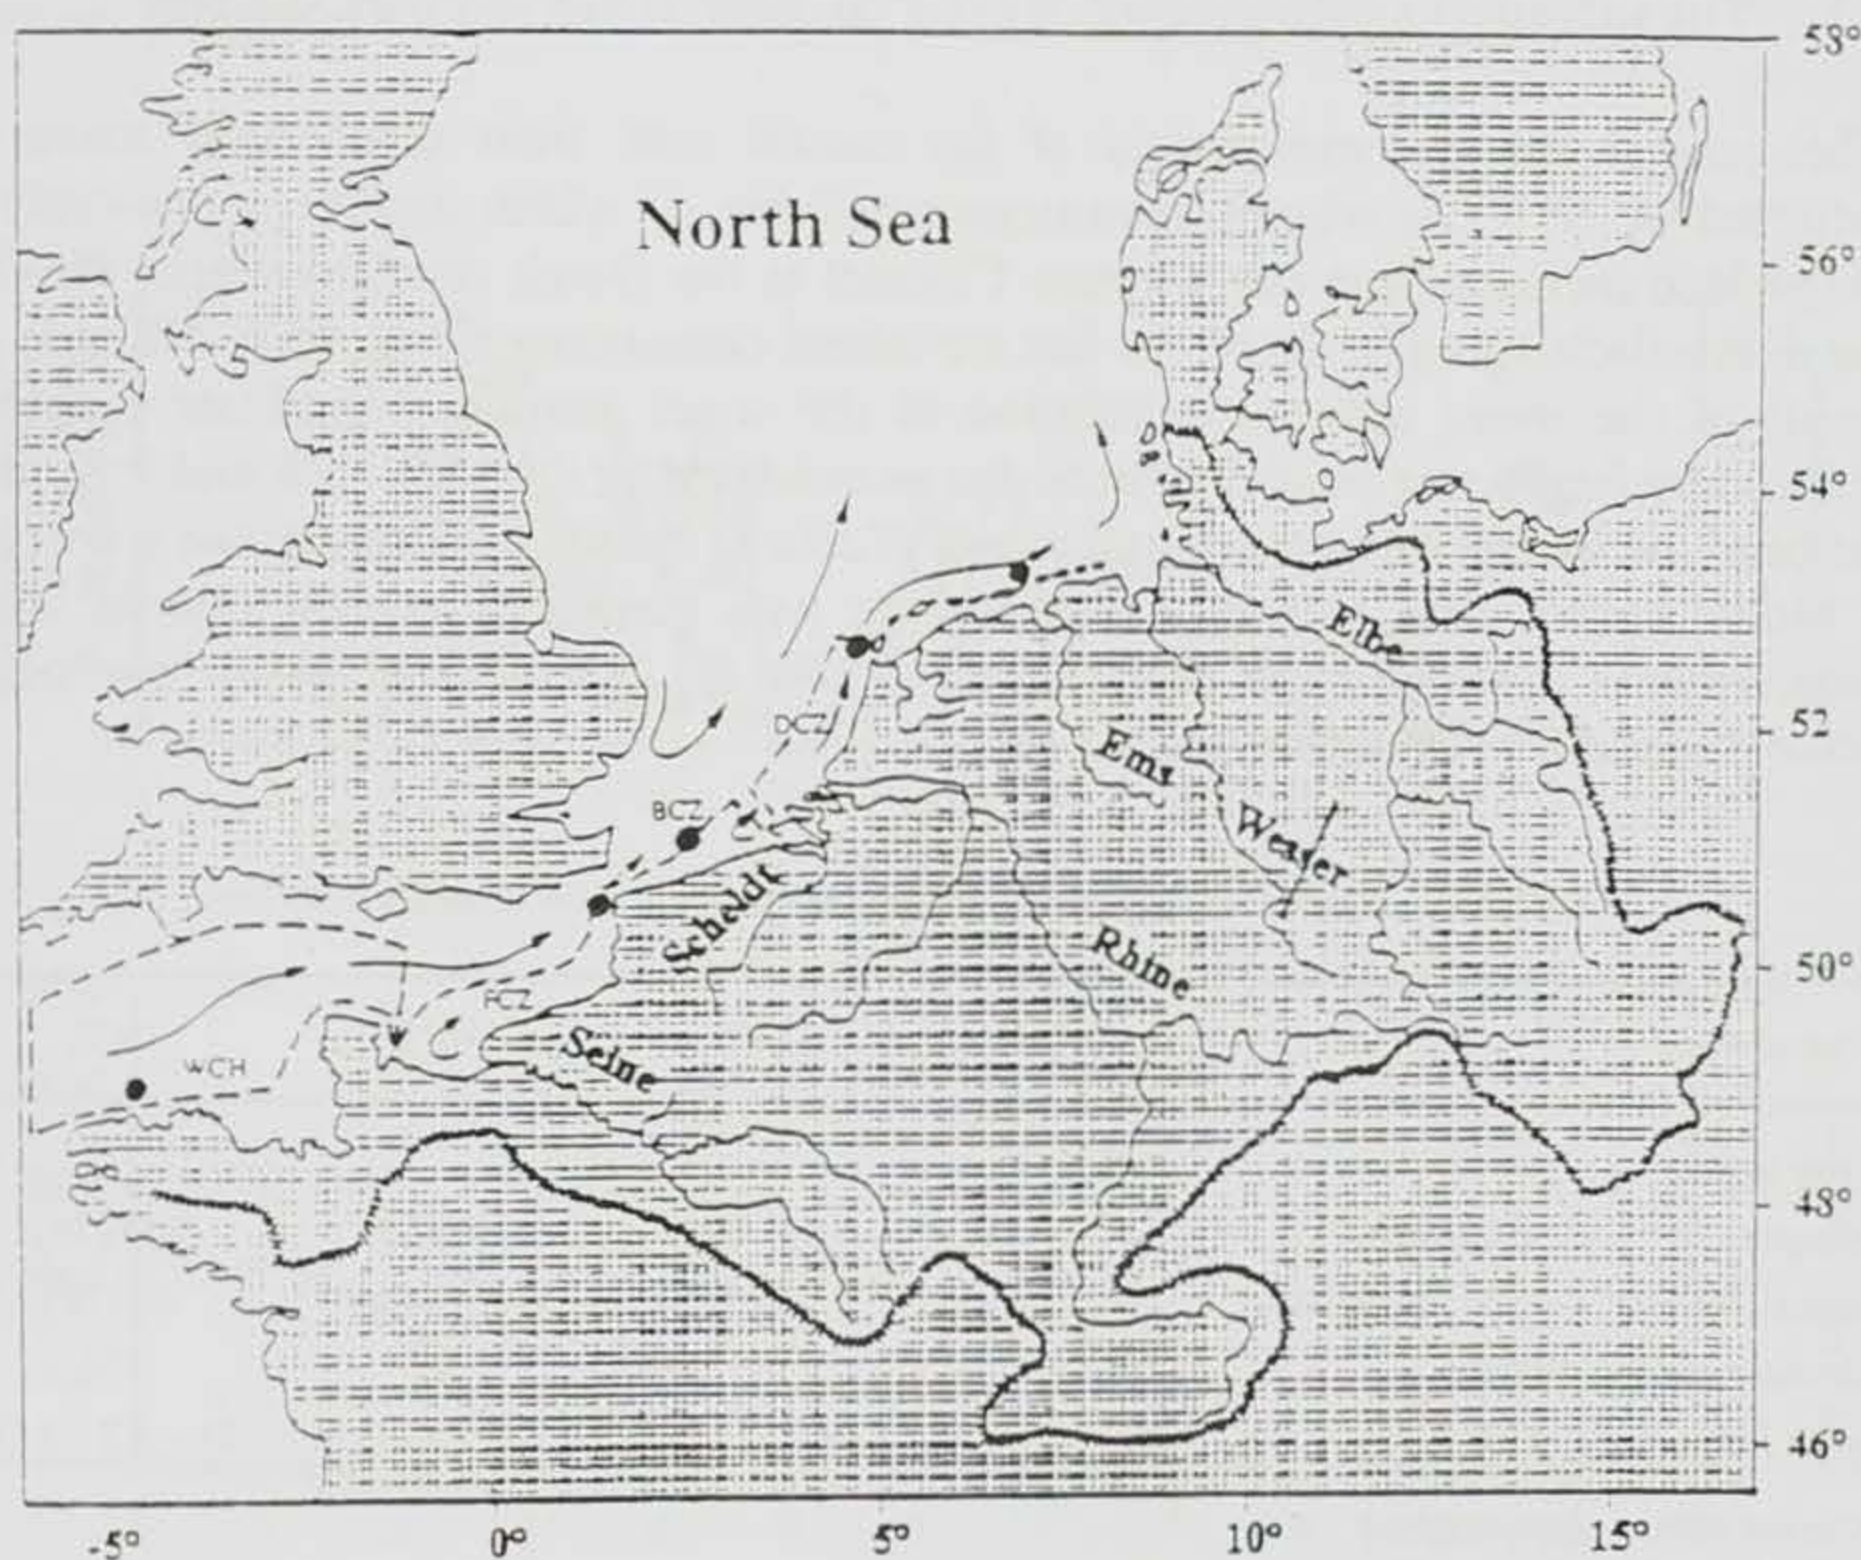 58°
North Sea
56°
54°
Elbe
52
DCZ
Ems
BCZ
Weser
Scheldt
50°
Rhine
FCZ
Seine
WCH
48°
46°
-5°
0°
5°
10°
15°